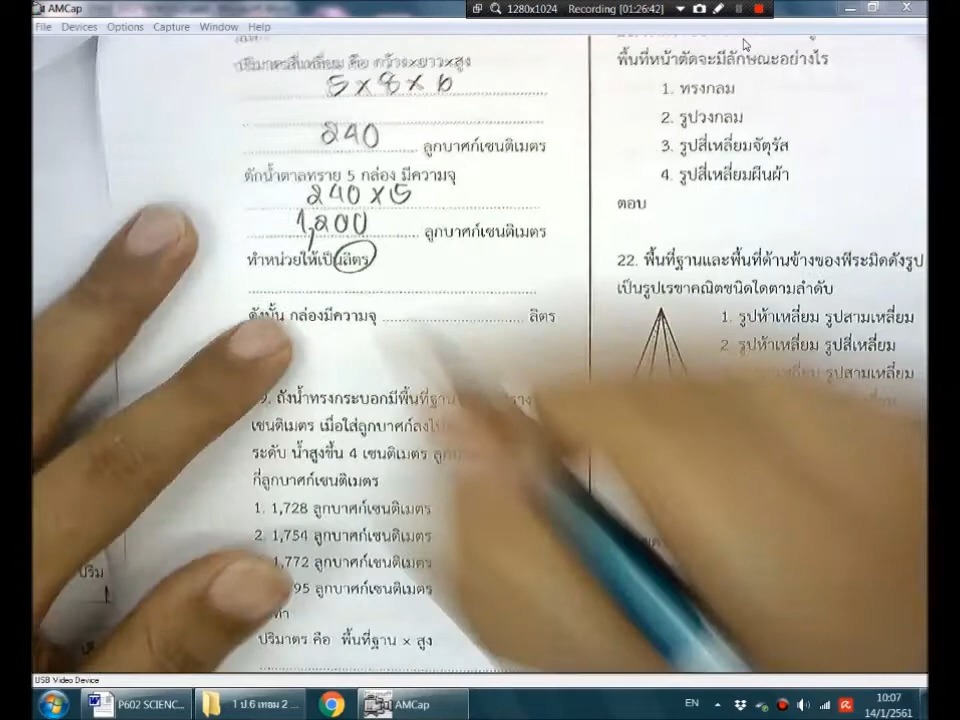 AMCap
1280x1024 Recording [01:26:42]
File Devices Options Capture Window Help
ปริมาตรสี่เหลี่ยม คือ กว้าง×ยาว×สูง
5 × 8 × 6
240
ลูกบาศก์เซนติเมตร
ตักน้ำตาลทราย 5 กล่อง มีความจุ
240 × 5
1,200
ลูกบาศก์เซนติเมตร
ทำหน่วยให้เป็นลิตร
ดังนั้น กล่องมีความจุ ลิตร
9. ถังน้ำทรงกระบอกมีพื้นที่ฐาน
เซนติเมตร เมื่อใส่ลูกบาศก์ลงไป
ระดับ น้ำสูงขึ้น 4 เซนติเมตร
กี่ลูกบาศก์เซนติเมตร
1. 1,728 ลูกบาศก์เซนติเมตร
2. 1,754 ลูกบาศก์เซนติเมตร
1,772 ลูกบาศก์เซนติเมตร
95 ลูกบาศก์เซนติเมตร
ปริมาตร คือ พื้นที่ฐาน × สูง
พื้นที่หน้าตัดจะมีลักษณะอย่างไร
1. ทรงกลม
2. รูปวงกลม
3. รูปสี่เหลี่ยมจัตุรัส
4. รูปสี่เหลี่ยมผืนผ้า
ตอบ
22. พื้นที่ฐานและพื้นที่ด้านข้างของพีระมิดดังรูป
เป็นรูปเรขาคณิตชนิดใดตามลำดับ
1. รูปห้าเหลี่ยม รูปสามเหลี่ยม
2 รูปห้าเหลี่ยม รูปสี่เหลี่ยม
เหลี่ยม รูปสามเหลี่ยม
USB Video Device
P602 SCIENC...
1 ป.6 เทอม 2 ...
AMCap
EN
10:07
14/1/2561